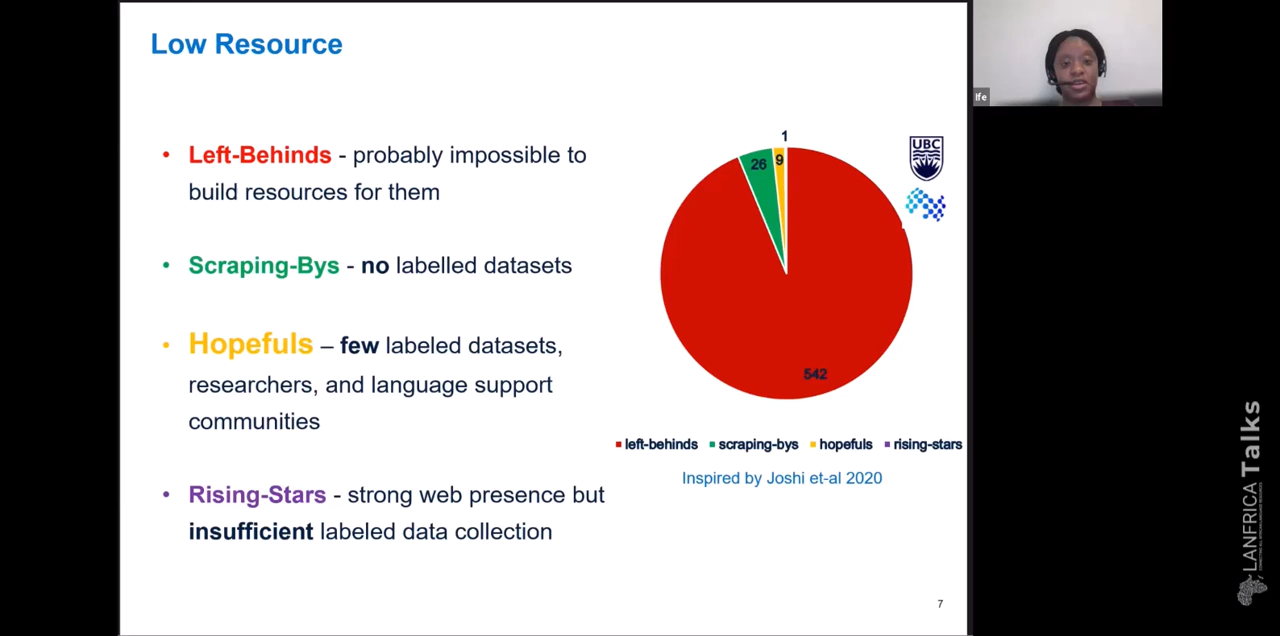 Low Resource
• Left-Behinds - probably impossible to
build resources for them
• Scraping-Bys - no labelled datasets
• Hopefuls – few labeled datasets,
researchers, and language support
communities
• Rising-Stars - strong web presence but
insufficient labeled data collection
1
26
9
542
left-behinds scraping-bys hopefuls rising-stars
Inspired by Joshi et-al 2020
7
UBC
Ife
LANFRICA Talks